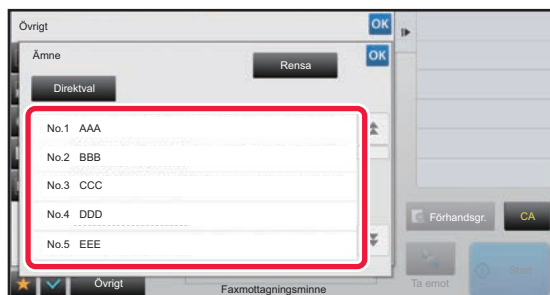 Övrigt
OK
Ämne
Rensa
OK
Direktval
No.1 AAA
No.2 BBB
No.3 CCC
No.4 DDD
No.5 EEE
Förhandsgr.
CA
Övrigt
Faxmottagningsminne
Ta emot
Start